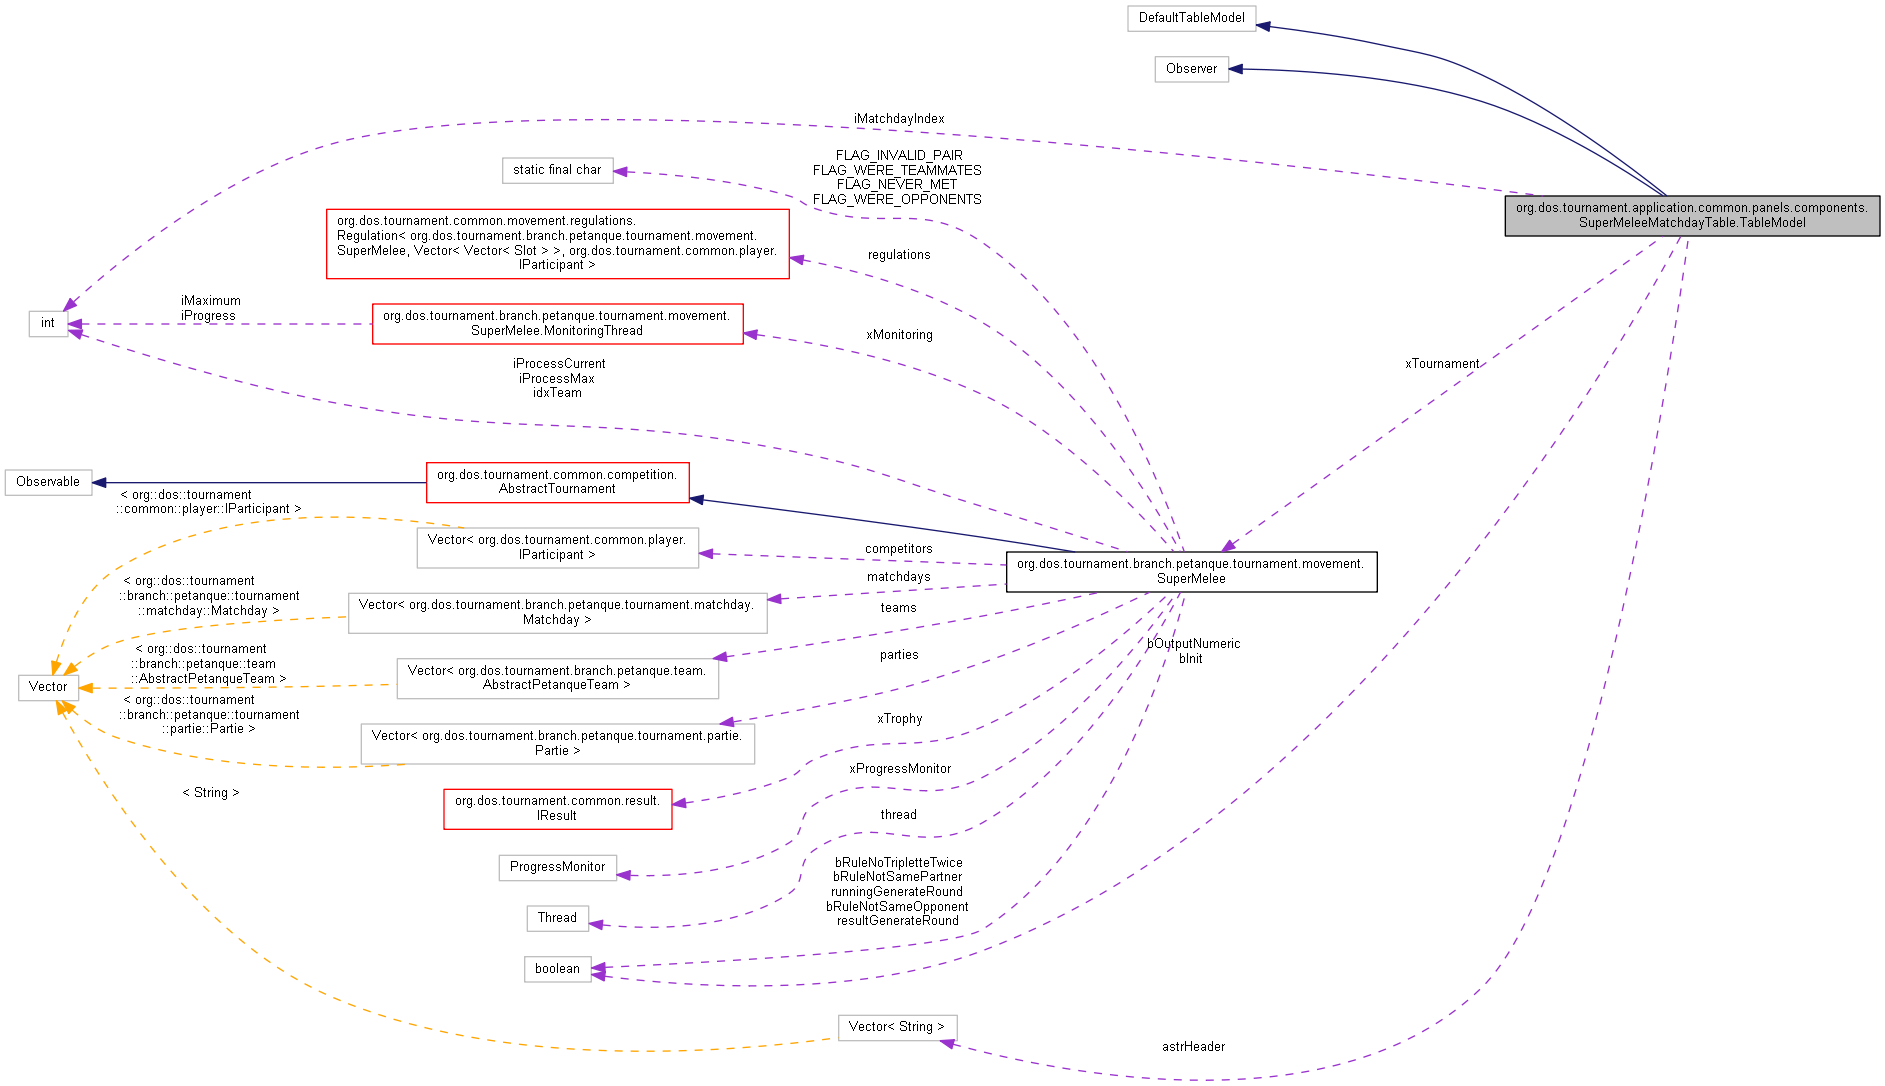 DefaultTableModel
Observer
iMatchdayIndex
FLAG_INVALID_PAIR
FLAG_WERE_TEAMMATES
FLAG_NEVER_MET
FLAG_WERE_OPPONENTS
static final char
org.dos.tournament.application.common.panels.components.
SuperMeleeMatchdayTable.TableModel
org.dos.tournament.common.movement.regulations.
Regulation< org.dos.tournament.branch.petanque.tournament.movement.
SuperMelee, Vector< Vector< Slot > >, org.dos.tournament.common.player.
IParticipant >
regulations
iMaximum
iProgress
int
org.dos.tournament.branch.petanque.tournament.movement.
SuperMelee.MonitoringThread
xMonitoring
xTournament
iProcessCurrent
iProcessMax
idxTeam
Observable
org.dos.tournament.common.competition.
AbstractTournament
< org::dos::tournament
::common::player::IParticipant >
Vector< org.dos.tournament.common.player.
IParticipant >
competitors
org.dos.tournament.branch.petanque.tournament.movement.
SuperMelee
matchdays
< org::dos::tournament
::branch::petanque::tournament
::matchday::Matchday >
Vector< org.dos.tournament.branch.petanque.tournament.matchday.
Matchday >
teams
< org::dos::tournament
::branch::petanque::team
::AbstractPetanqueTeam >
Vector< org.dos.tournament.branch.petanque.team.
AbstractPetanqueTeam >
parties
bOutputNumeric
bInit
Vector
< org::dos::tournament
::branch::petanque::tournament
::partie::Partie >
Vector< org.dos.tournament.branch.petanque.tournament.partie.
Partie >
xTrophy
< String >
org.dos.tournament.common.result.
IResult
xProgressMonitor
thread
ProgressMonitor
bRuleNoTripletteTwice
bRuleNotSamePartner
runningGenerateRound
bRuleNotSameOpponent
resultGenerateRound
Thread
boolean
Vector< String >
astrHeader